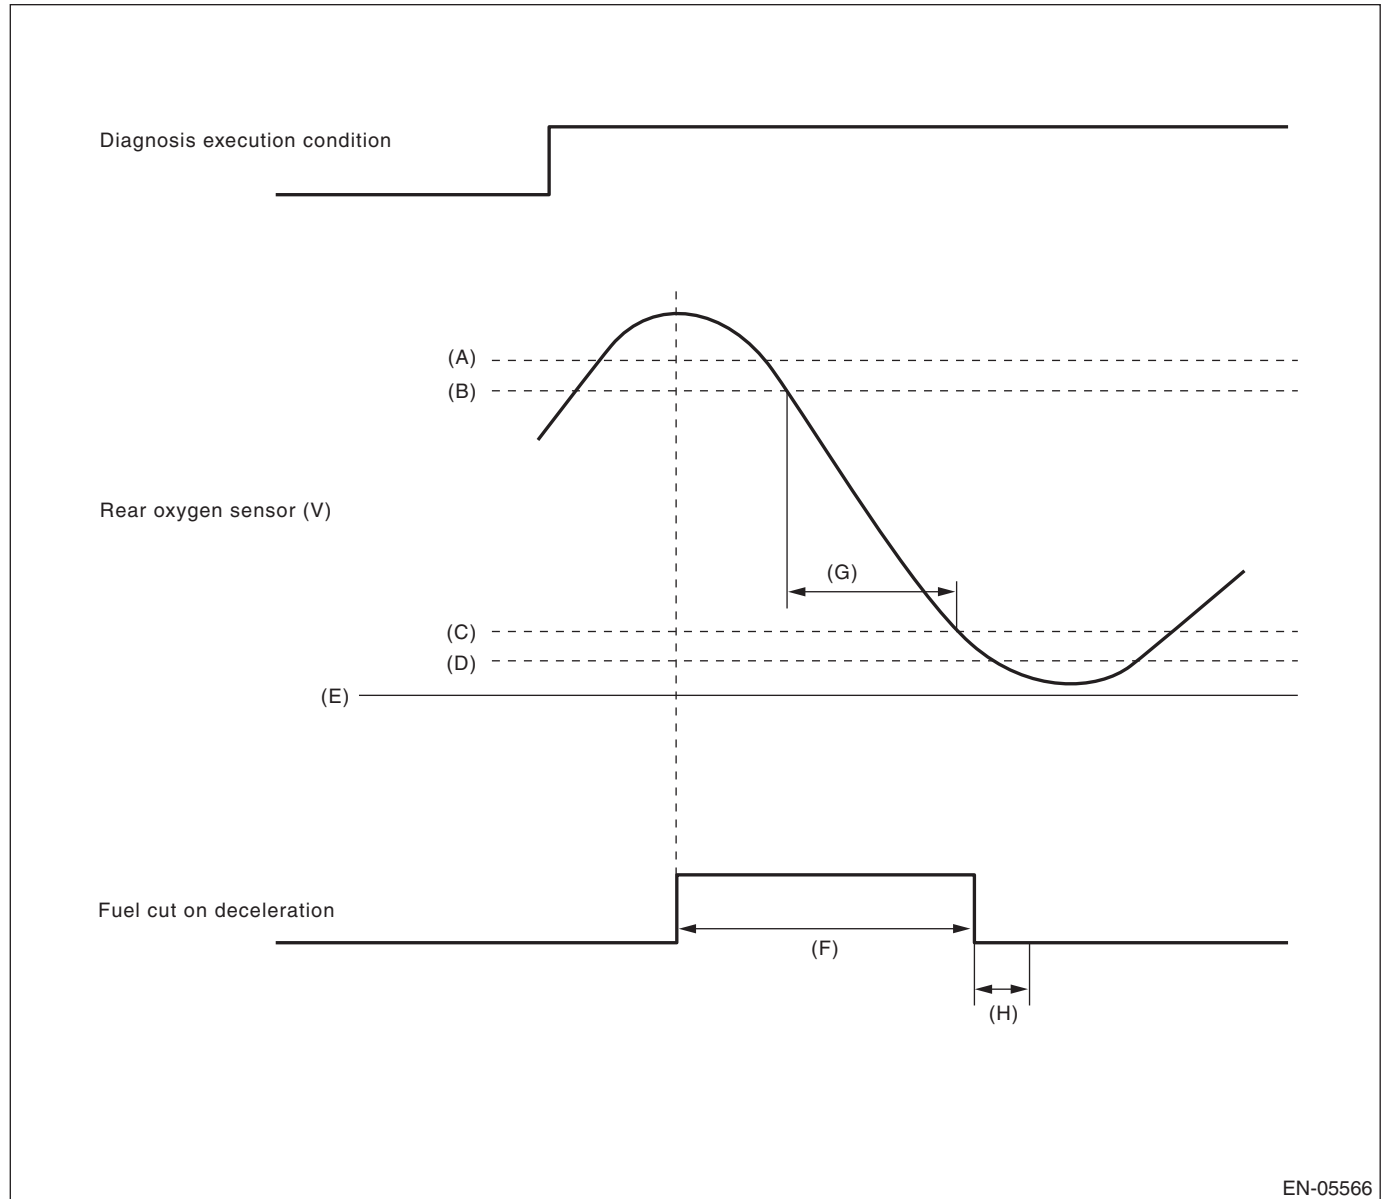 Diagnosis execution condition
(A)
(B)
Rear oxygen sensor (V)
(G)
(C)
(D)
(E)
Fuel cut on deceleration
(F)
(H)
EN-05566